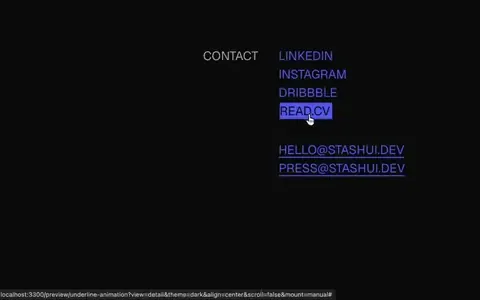 CONTACT
LINKEDIN
INSTAGRAM
DRIBBBLE
READ.CV
HELLO@STASHUI.DEV
PRESS@STASHUI.DEV
localhost:3300/preview/underline-animation?view=detail&theme=dark&align=center&scroll=false&mount=manual#